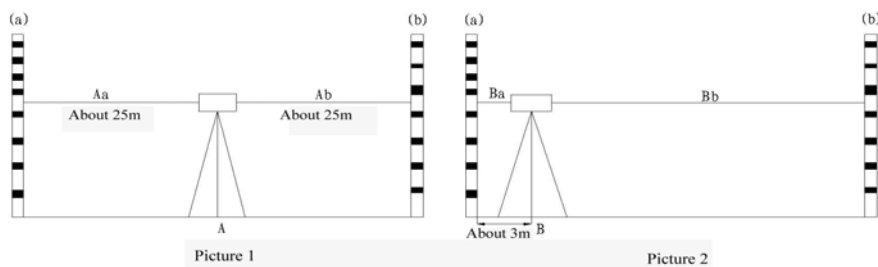 (a) (b) (a) (b)
Aa Ab Ba Bb
About 25m About 25m
A About 3m B
Picture 1 Picture 2